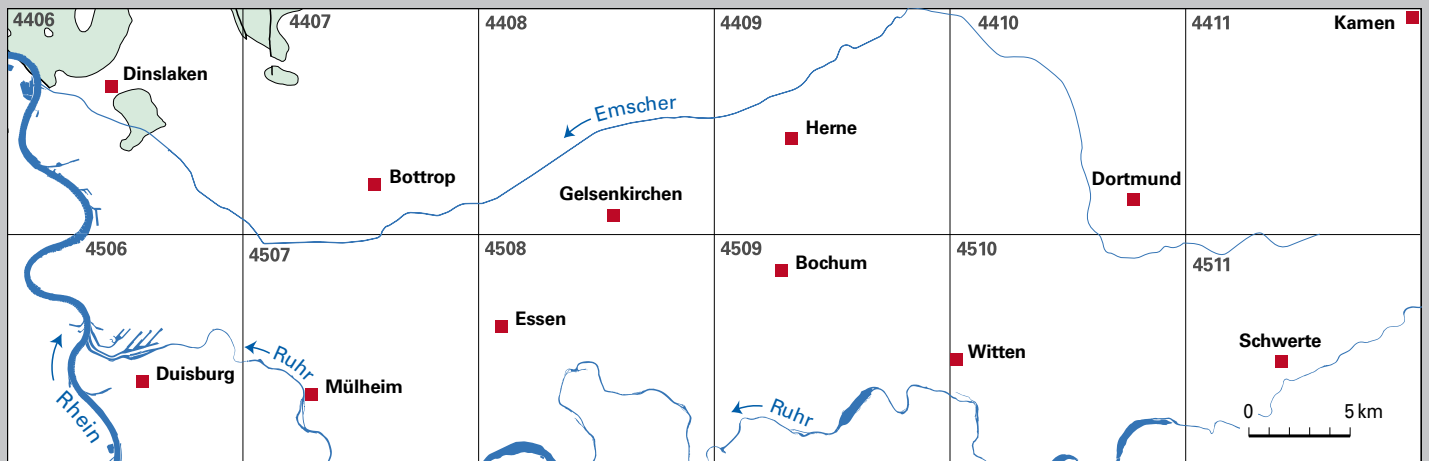 4406
4407
4408
4409
4410
4411
Kamen
Dinslaken
Emscher
Herne
Bottrop
Gelsenkirchen
Dortmund
4506
4507
4508
4509
4510
4511
Bochum
Essen
Schwerte
Witten
Ruhr
Duisburg
Mülheim
Rhein
Ruhr
0 5 km